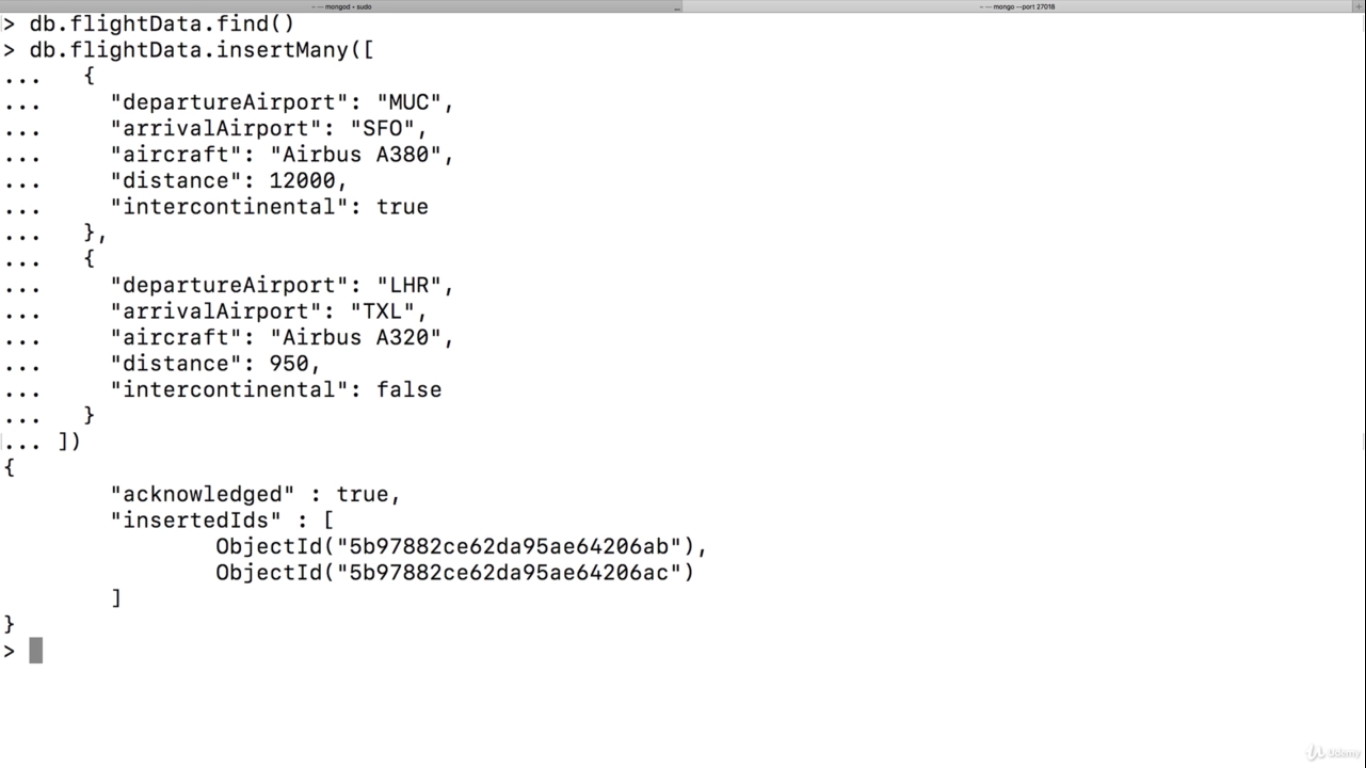 ~ — mongod • sudo
~ — mongo --port 27018
> db.flightData.find()
> db.flightData.insertMany([
...   {
...     "departureAirport": "MUC",
...     "arrivalAirport": "SFO",
...     "aircraft": "Airbus A380",
...     "distance": 12000,
...     "intercontinental": true
...   },
...   {
...     "departureAirport": "LHR",
...     "arrivalAirport": "TXL",
...     "aircraft": "Airbus A320",
...     "distance": 950,
...     "intercontinental": false
...   }
... ])
{
        "acknowledged" : true,
        "insertedIds" : [
                ObjectId("5b97882ce62da95ae64206ab"),
                ObjectId("5b97882ce62da95ae64206ac")
        ]
}
>
Udemy